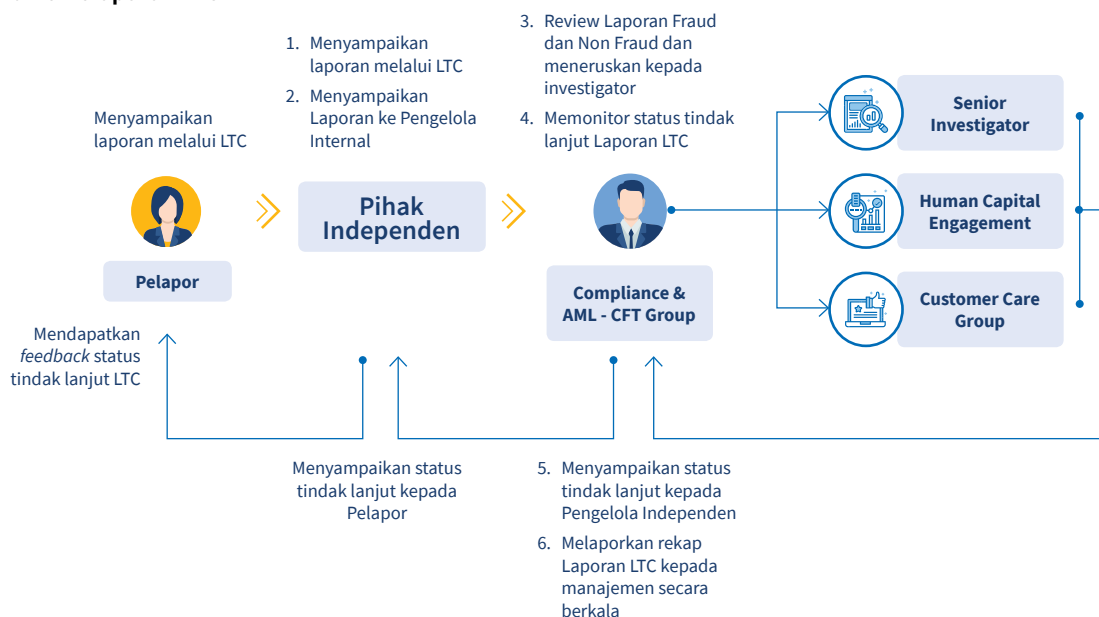 3. Review Laporan Fraud
dan Non Fraud dan
meneruskan kepada
investigator
4. Memonitor status tindak
lanjut Laporan LTC
1. Menyampaikan
laporan melalui LTC
2. Menyampaikan
Laporan ke Pengelola
Internal
Menyampaikan
laporan melalui LTC
Pelapor
Pihak
Independen
Compliance &
AML - CFT Group
Senior
Investigator
Human Capital
Engagement
Customer Care
Group
Mendapatkan
feedback status
tindak lanjut LTC
Menyampaikan status
tindak lanjut kepada
Pelapor
5. Menyampaikan status
tindak lanjut kepada
Pengelola Independen
6. Melaporkan rekap
Laporan LTC kepada
manajemen secara
berkala